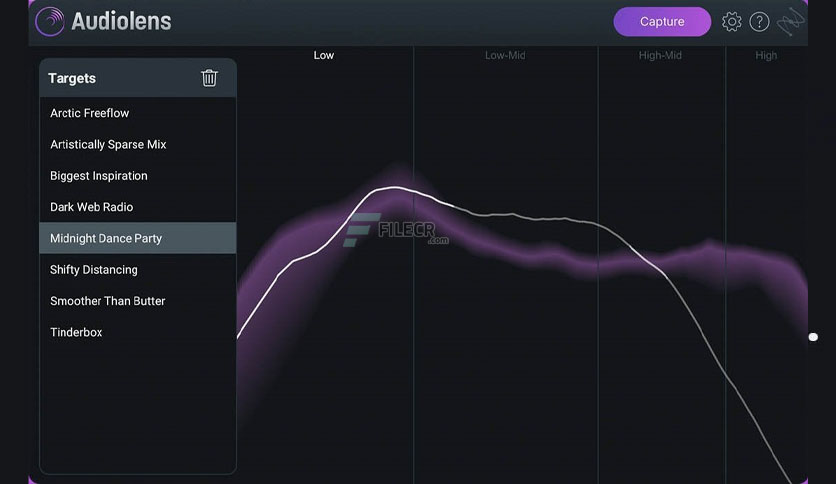 Audiolens
Capture
?
Low
Low-Mid
High-Mid
High
Targets
Arctic Freeflow
Artistically Sparse Mix
Biggest Inspiration
Dark Web Radio
Midnight Dance Party
Shifty Distancing
Smoother Than Butter
Tinderbox
FILECR
.com